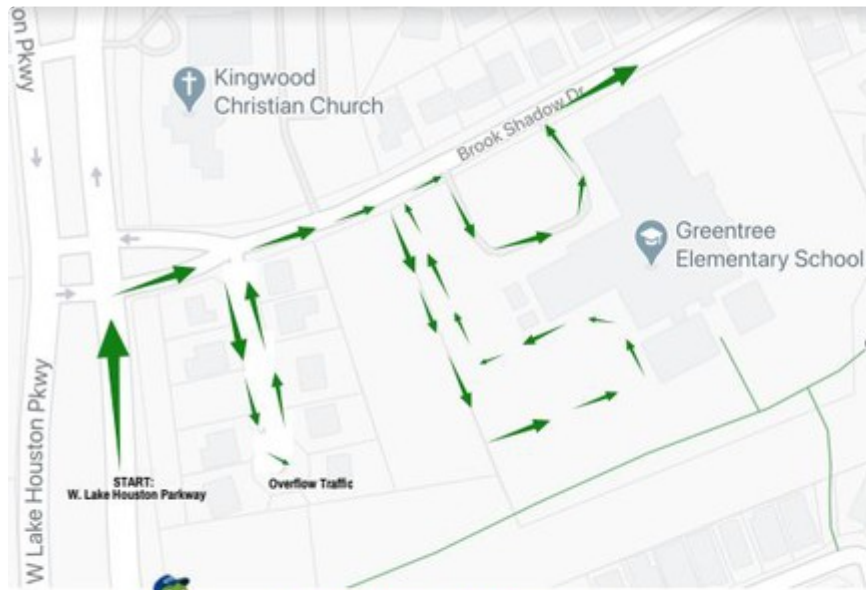 on Pkwy
Kingwood
Christian Church
Brook Shadow Dr
Greentree
Elementary School
W Lake Houston Pkwy
START:
W. Lake Houston Parkway
Overflow Traffic